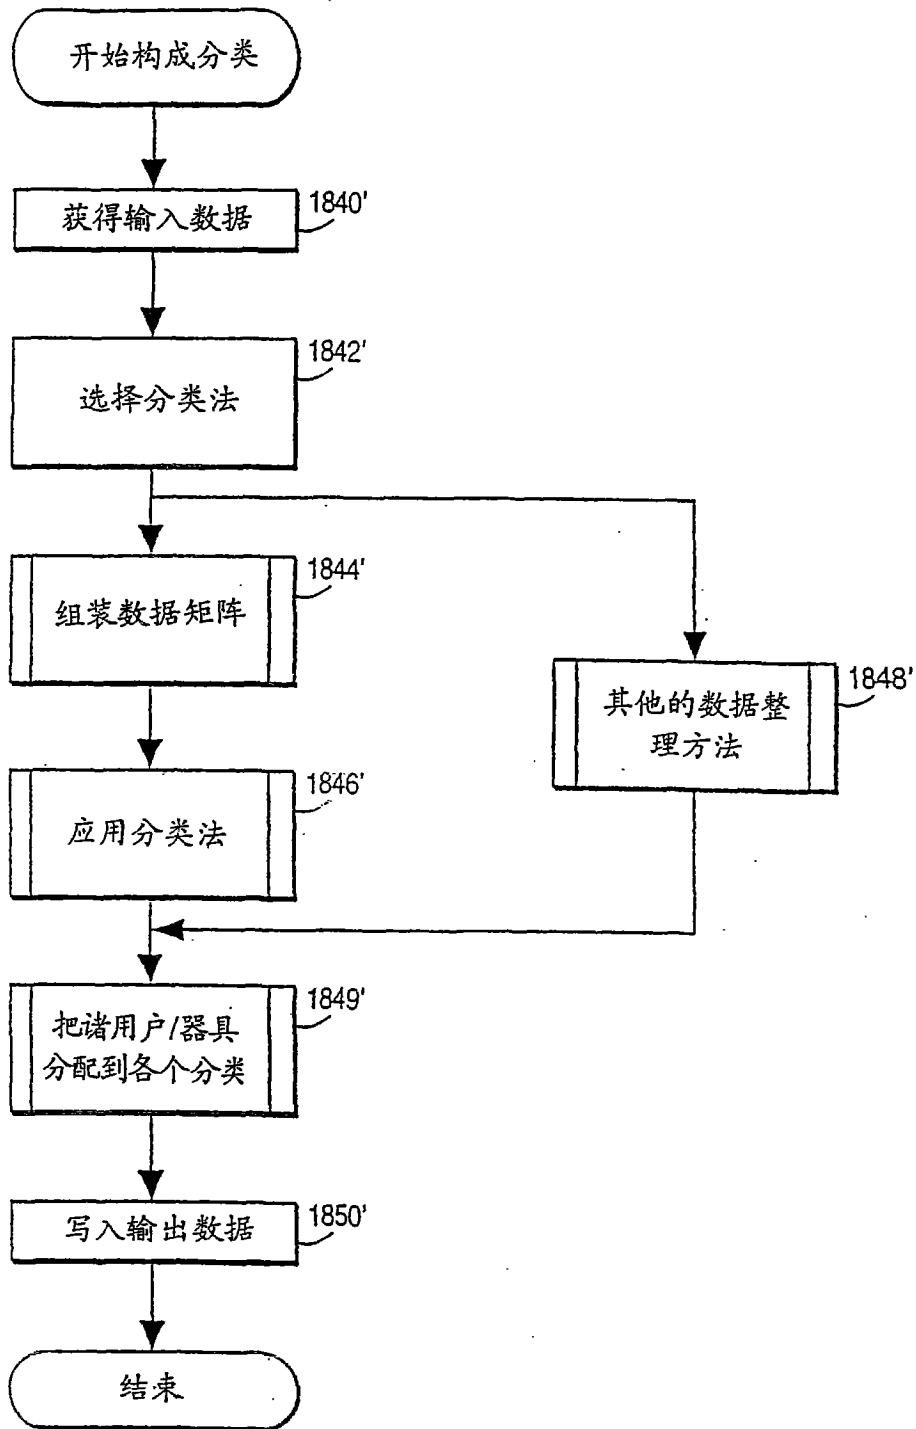 开始构成分类
获得输入数据
1840'
选择分类法
1842'
组装数据矩阵
1844'
其他的数据整
理方法
1848'
应用分类法
1846'
把诸用户/器具
分配到各个分类
1849'
写入输出数据
1850'
结束